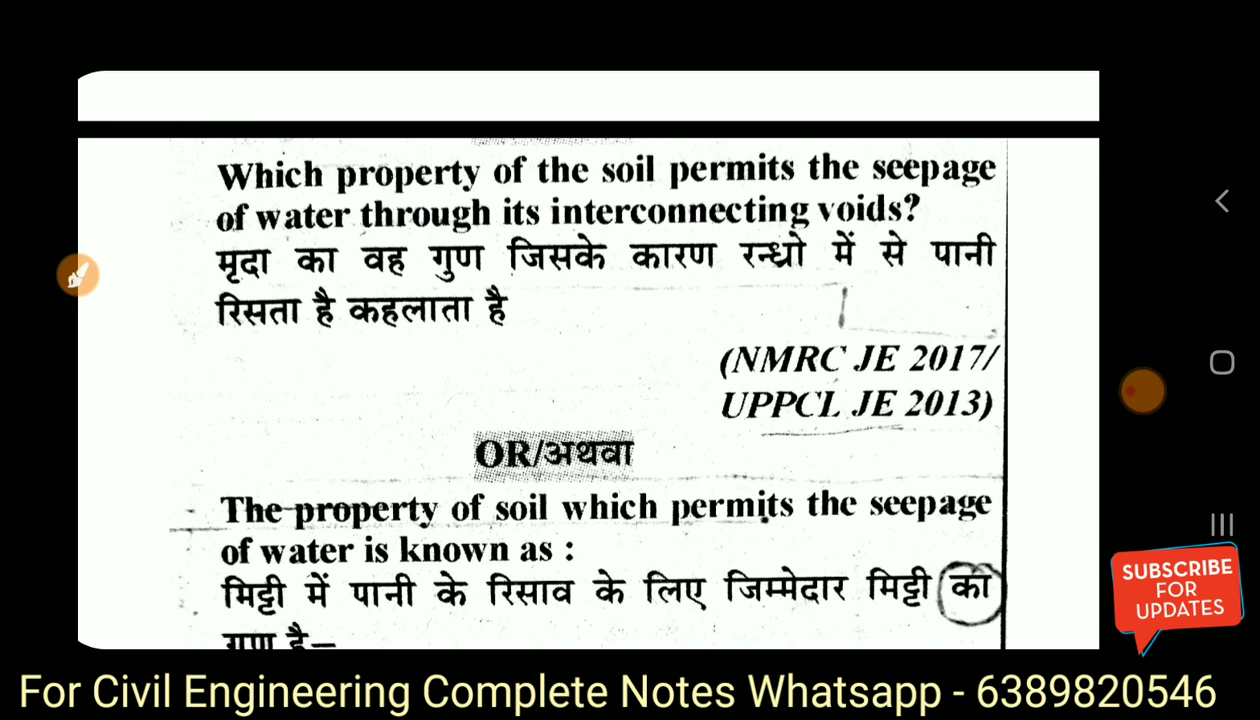 Which property of the soil permits the seepage
of water through its interconnecting voids?
मृदा का वह गुण जिसके कारण रन्ध्रो में से पानी
रिसता है कहलाता है
(NMRC JE 2017/
UPPCL JE 2013)
OR/अथवा
The property of soil which permits the seepage
of water is known as :
मिट्टी में पानी के रिसाव के लिए जिम्मेदार मिट्टी का
गुण है–
SUBSCRIBE
FOR
UPDATES
For Civil Engineering Complete Notes Whatsapp - 6389820546